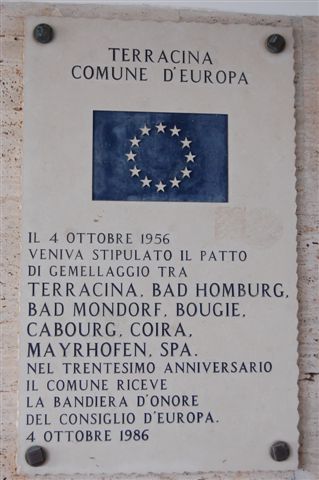 TERRACINA
COMUNE D'EUROPA
IL 4 OTTOBRE 1956
VENIVA STIPULATO IL PATTO
DI GEMELLAGGIO TRA
TERRACINA, BAD HOMBURG,
BAD MONDORF, BOUGIE,
CABOURG, COIRA,
MAYRHOFEN, SPA.
NEL TRENTESIMO ANNIVERSARIO
IL COMUNE RICEVE
LA BANDIERA D'ONORE
DEL CONSIGLIO D'EUROPA.
4 OTTOBRE 1986